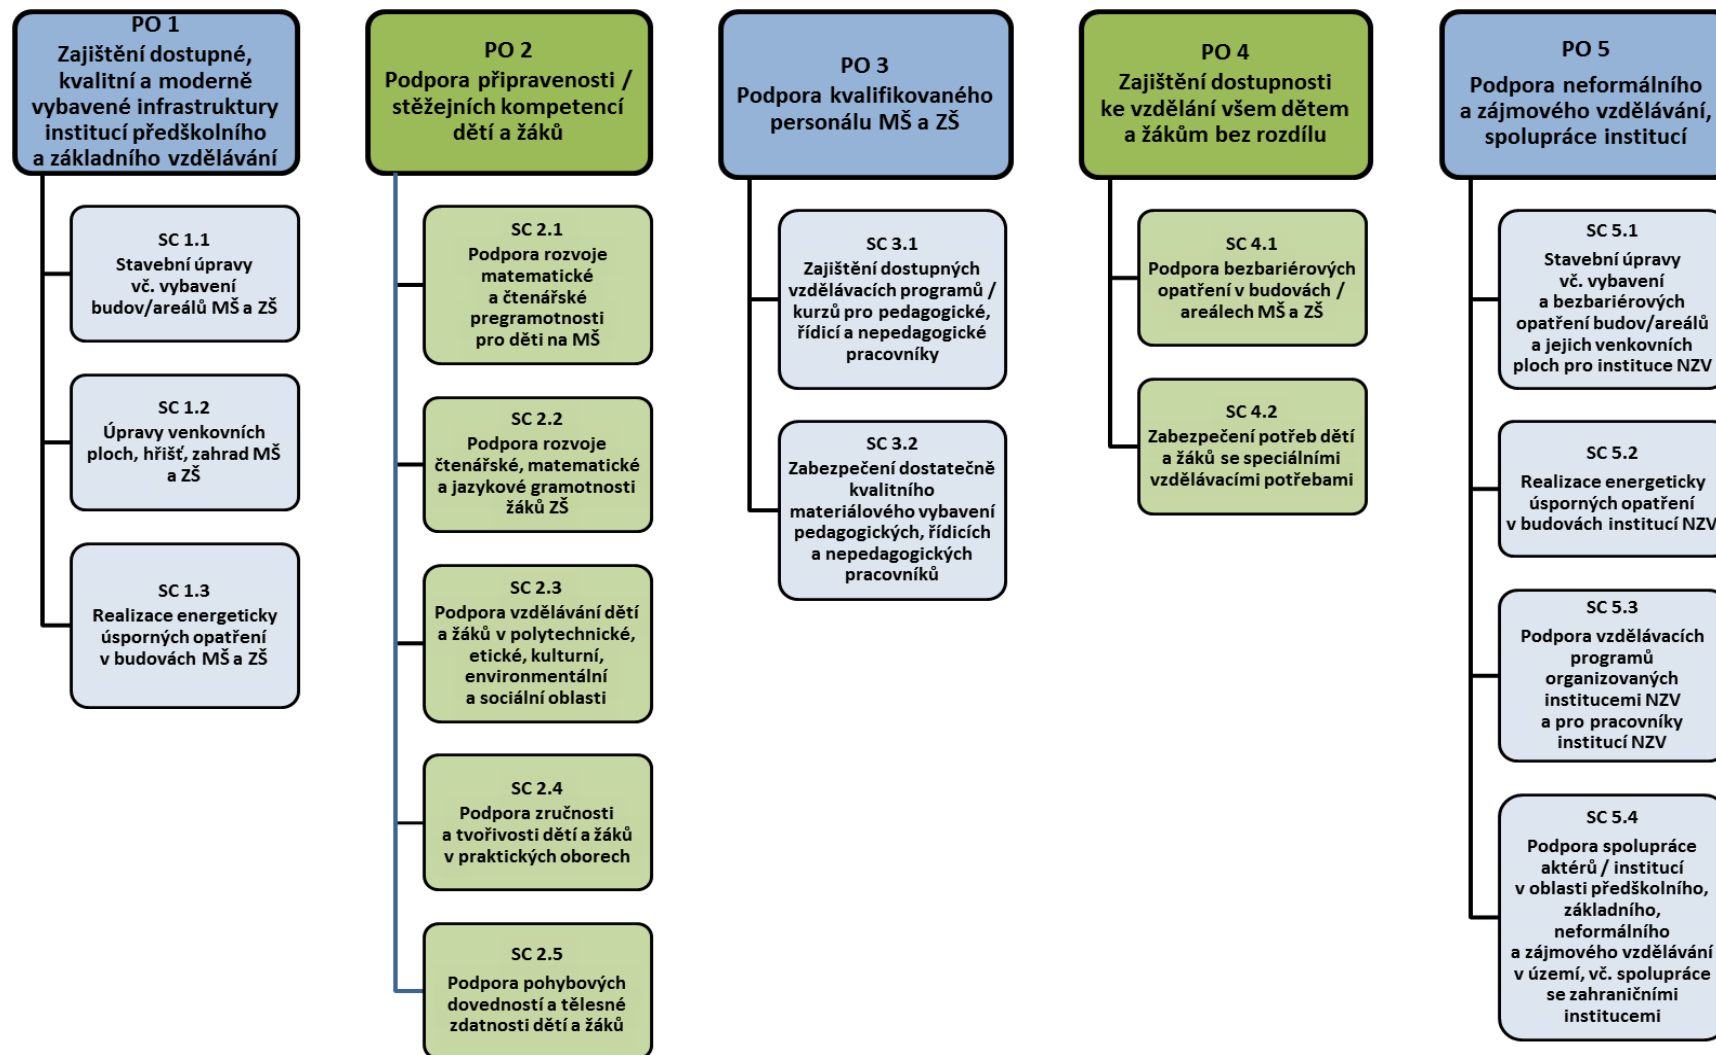 PO 1
Zajištění dostupné,
kvalitní a moderně
vybavené infrastruktury
institucí předškolního
a základního vzdělávání
SC 1.1
Stavební úpravy
vč. vybavení
budov/areálů MŠ a ZŠ
SC 1.2
Úpravy venkovních
ploch, hřišť, zahrad MŠ
a ZŠ
SC 1.3
Realizace energeticky
úsporných opatření
v budovách MŠ a ZŠ
PO 2
Podpora připravenosti /
stěžejních kompetencí
dětí a žáků
SC 2.1
Podpora rozvoje
matematické
a čtenářské
pregramotnosti
pro děti na MŠ
SC 2.2
Podpora rozvoje
čtenářské, matematické
a jazykové gramotnosti
žáků ZŠ
SC 2.3
Podpora vzdělávání dětí
a žáků v polytechnické,
etické, kulturní,
environmentální
a sociální oblasti
SC 2.4
Podpora zručnosti
a tvořivosti dětí a žáků
v praktických oborech
SC 2.5
Podpora pohybových
dovedností a tělesné
zdatnosti dětí a žáků
PO 3
Podpora kvalifikovaného
personálu MŠ a ZŠ
SC 3.1
Zajištění dostupných
vzdělávacích programů /
kurzů pro pedagogické,
řídicí a nepedagogické
pracovníky
SC 3.2
Zabezpečení dostatečně
kvalitního
materiálového vybavení
pedagogických, řídicích
a nepedagogických
pracovníků
PO 4
Zajištění dostupnosti
ke vzdělání všem dětem
a žákům bez rozdílu
SC 4.1
Podpora bezbariérových
opatření v budovách /
areálech MŠ a ZŠ
SC 4.2
Zabezpečení potřeb dětí
a žáků se speciálními
vzdělávacími potřebami
PO 5
Podpora neformálního
a zájmového vzdělávání,
spolupráce institucí
SC 5.1
Stavební úpravy
vč. vybavení
a bezbariérových
opatření budov/areálů
a jejich venkovních
ploch pro instituce NZV
SC 5.2
Realizace energeticky
úsporných opatření
v budovách institucí NZV
SC 5.3
Podpora vzdělávacích
programů
organizovaných
institucemi NZV
a pro pracovníky
institucí NZV
SC 5.4
Podpora spolupráce
aktérů / institucí
v oblasti předškolního,
základního,
neformálního
a zájmového vzdělávání
v území, vč. spolupráce
se zahraničními
institucemi